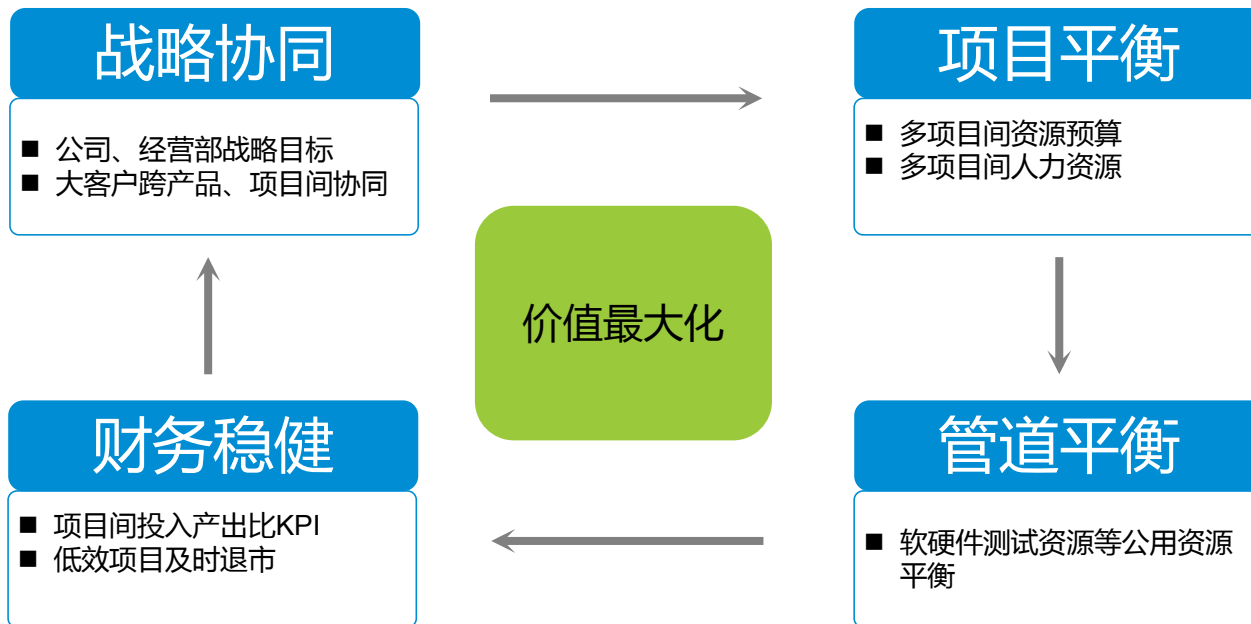 战略协同
■ 公司、经营部战略目标
■ 大客户跨产品、项目间协同
项目平衡
■ 多项目间资源预算
■ 多项目间人力资源
价值最大化
财务稳健
■ 项目间投入产出比KPI
■ 低效项目及时退市
管道平衡
■ 软硬件测试资源等公用资源
平衡